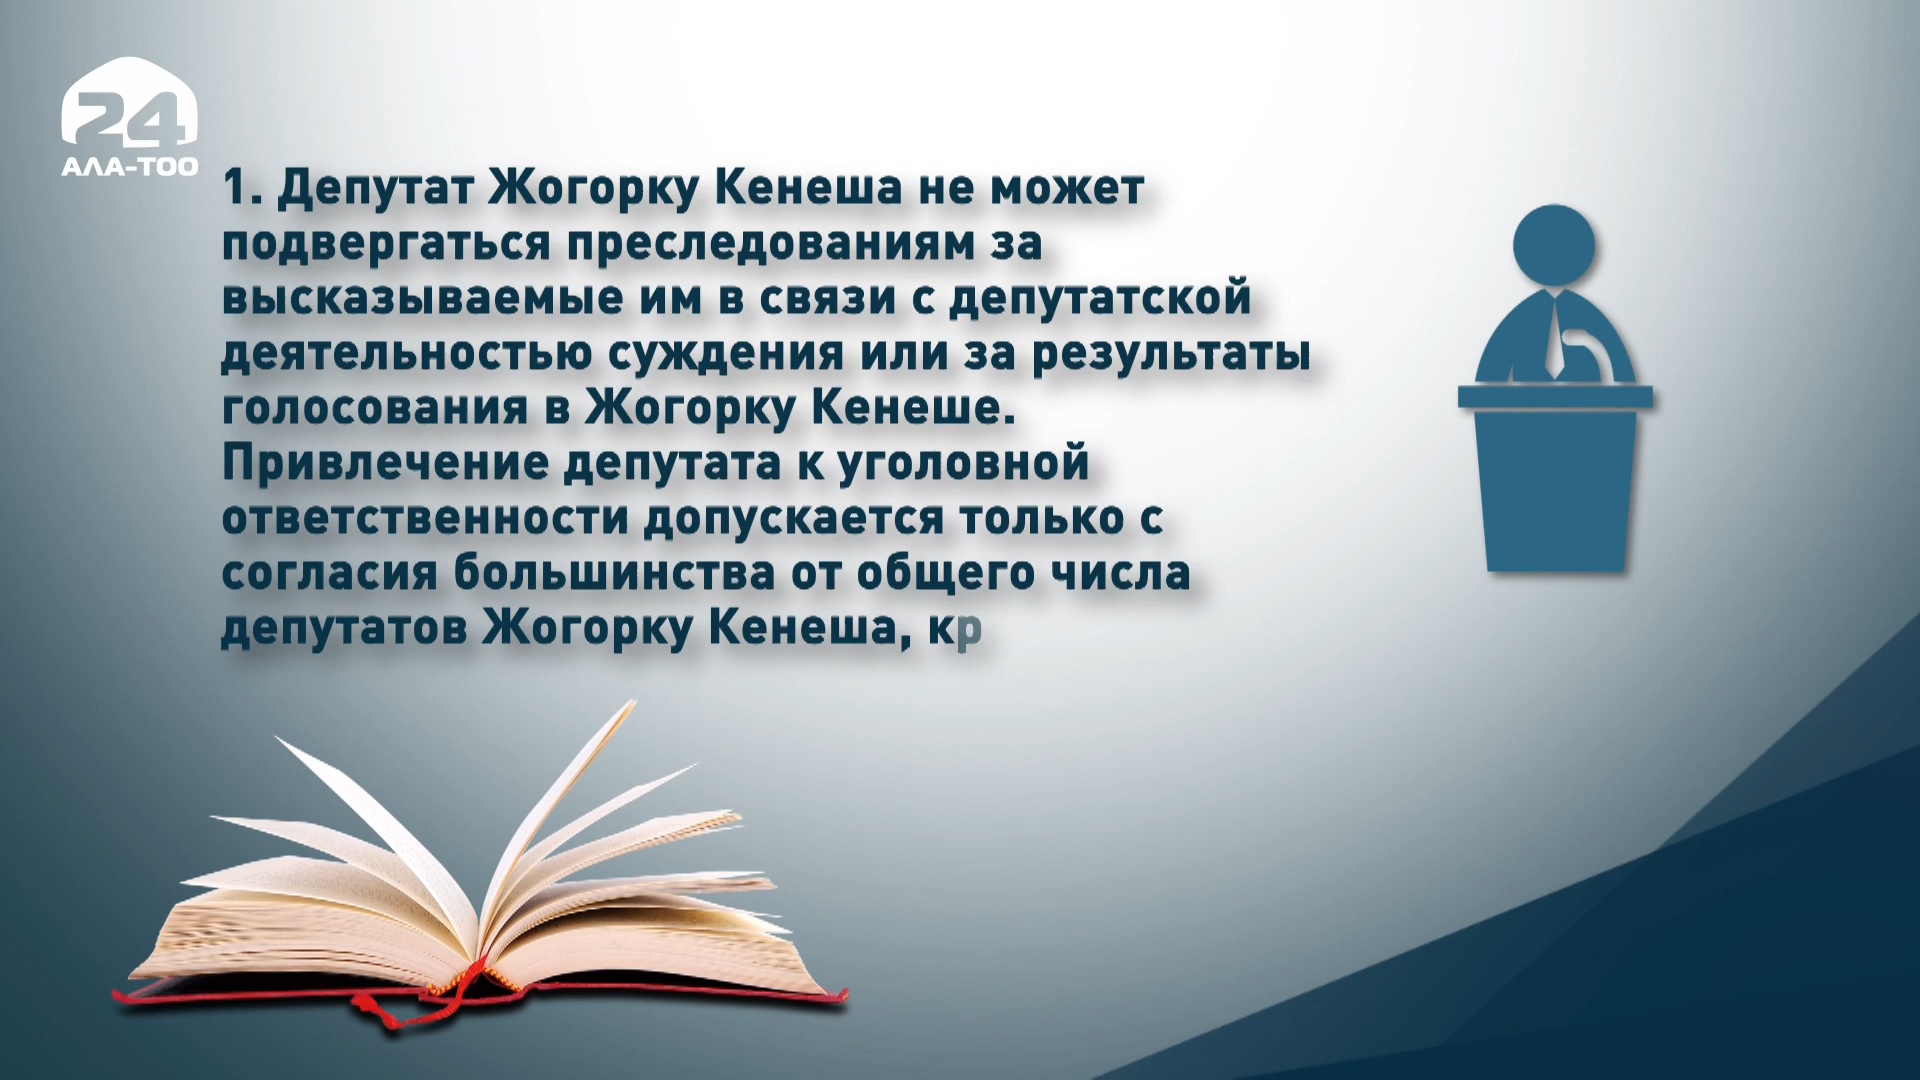 24
АЛА-ТОО
1. Депутат Жогорку Кенеша не может
подвергаться преследованиям за
высказываемые им в связи с депутатской
деятельностью суждения или за результаты
голосования в Жогорку Кенеше.
Привлечение депутата к уголовной
ответственности допускается только с
согласия большинства от общего числа
депутатов Жогорку Кенеша, кр